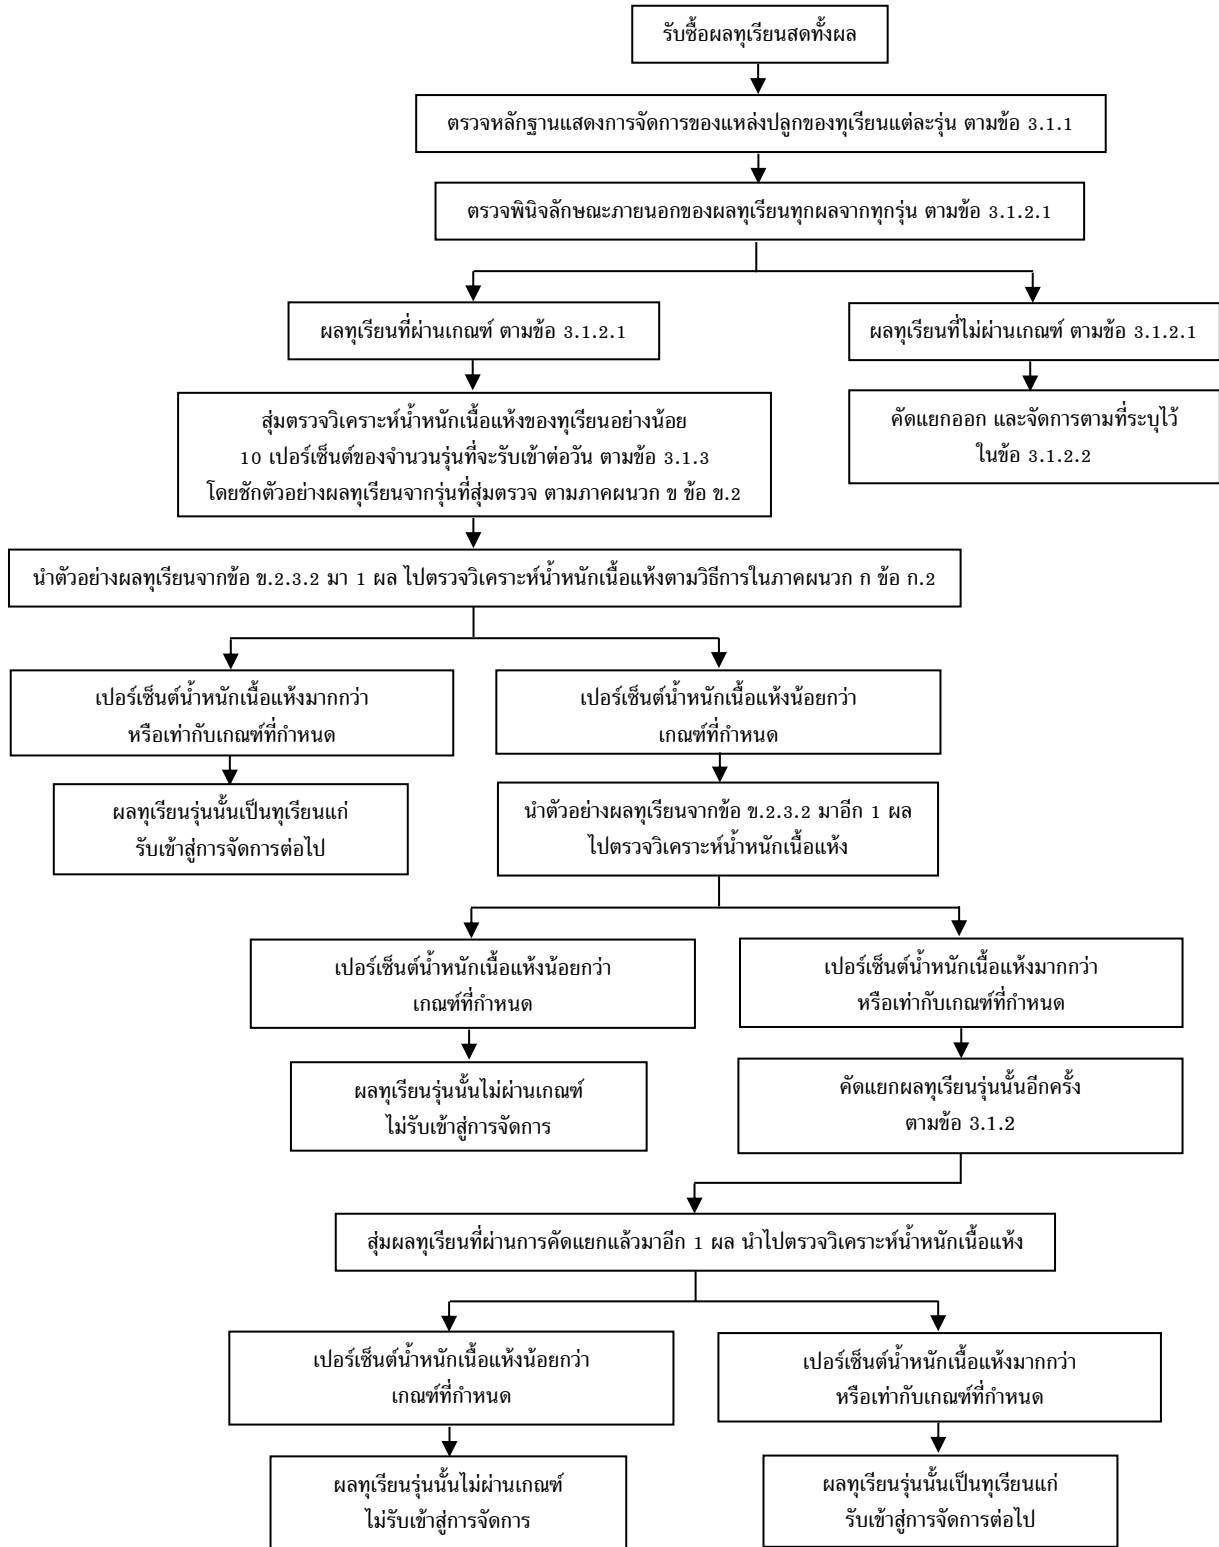 รับซื้อผลทุเรียนสดทั้งผล
ตรวจหลักฐานแสดงการจัดการของแหล่งปลูกของทุเรียนแต่ละรุ่น ตามข้อ 3.1.1
ตรวจพินิจลักษณะภายนอกของผลทุเรียนทุกผลจากทุกรุ่น ตามข้อ 3.1.2.1
ผลทุเรียนที่ผ่านเกณฑ์ ตามข้อ 3.1.2.1
ผลทุเรียนที่ไม่ผ่านเกณฑ์ ตามข้อ 3.1.2.1
สุ่มตรวจวิเคราะห์น้ำหนักเนื้อแห้งของทุเรียนอย่างน้อย
10 เปอร์เซ็นต์ของจำนวนรุ่นที่จะรับเข้าต่อวัน ตามข้อ 3.1.3
โดยชักตัวอย่างผลทุเรียนจากรุ่นที่สุ่มตรวจ ตามภาคผนวก ข ข้อ ข.2
คัดแยกออก และจัดการตามที่ระบุไว้
ในข้อ 3.1.2.2
นำตัวอย่างผลทุเรียนจากข้อ ข.2.3.2 มา 1 ผล ไปตรวจวิเคราะห์น้ำหนักเนื้อแห้งตามวิธีการในภาคผนวก ก ข้อ ก.2
เปอร์เซ็นต์น้ำหนักเนื้อแห้งมากกว่า
หรือเท่ากับเกณฑ์ที่กำหนด
เปอร์เซ็นต์น้ำหนักเนื้อแห้งน้อยกว่า
เกณฑ์ที่กำหนด
ผลทุเรียนรุ่นนั้นเป็นทุเรียนแก่
รับเข้าสู่การจัดการต่อไป
นำตัวอย่างผลทุเรียนจากข้อ ข.2.3.2 มาอีก 1 ผล
ไปตรวจวิเคราะห์น้ำหนักเนื้อแห้ง
เปอร์เซ็นต์น้ำหนักเนื้อแห้งน้อยกว่า
เกณฑ์ที่กำหนด
เปอร์เซ็นต์น้ำหนักเนื้อแห้งมากกว่า
หรือเท่ากับเกณฑ์ที่กำหนด
ผลทุเรียนรุ่นนั้นไม่ผ่านเกณฑ์
ไม่รับเข้าสู่การจัดการ
คัดแยกผลทุเรียนรุ่นนั้นอีกครั้ง
ตามข้อ 3.1.2
สุ่มผลทุเรียนที่ผ่านการคัดแยกแล้วมาอีก 1 ผล นำไปตรวจวิเคราะห์น้ำหนักเนื้อแห้ง
เปอร์เซ็นต์น้ำหนักเนื้อแห้งน้อยกว่า
เกณฑ์ที่กำหนด
เปอร์เซ็นต์น้ำหนักเนื้อแห้งมากกว่า
หรือเท่ากับเกณฑ์ที่กำหนด
ผลทุเรียนรุ่นนั้นไม่ผ่านเกณฑ์
ไม่รับเข้าสู่การจัดการ
ผลทุเรียนรุ่นนั้นเป็นทุเรียนแก่
รับเข้าสู่การจัดการต่อไป